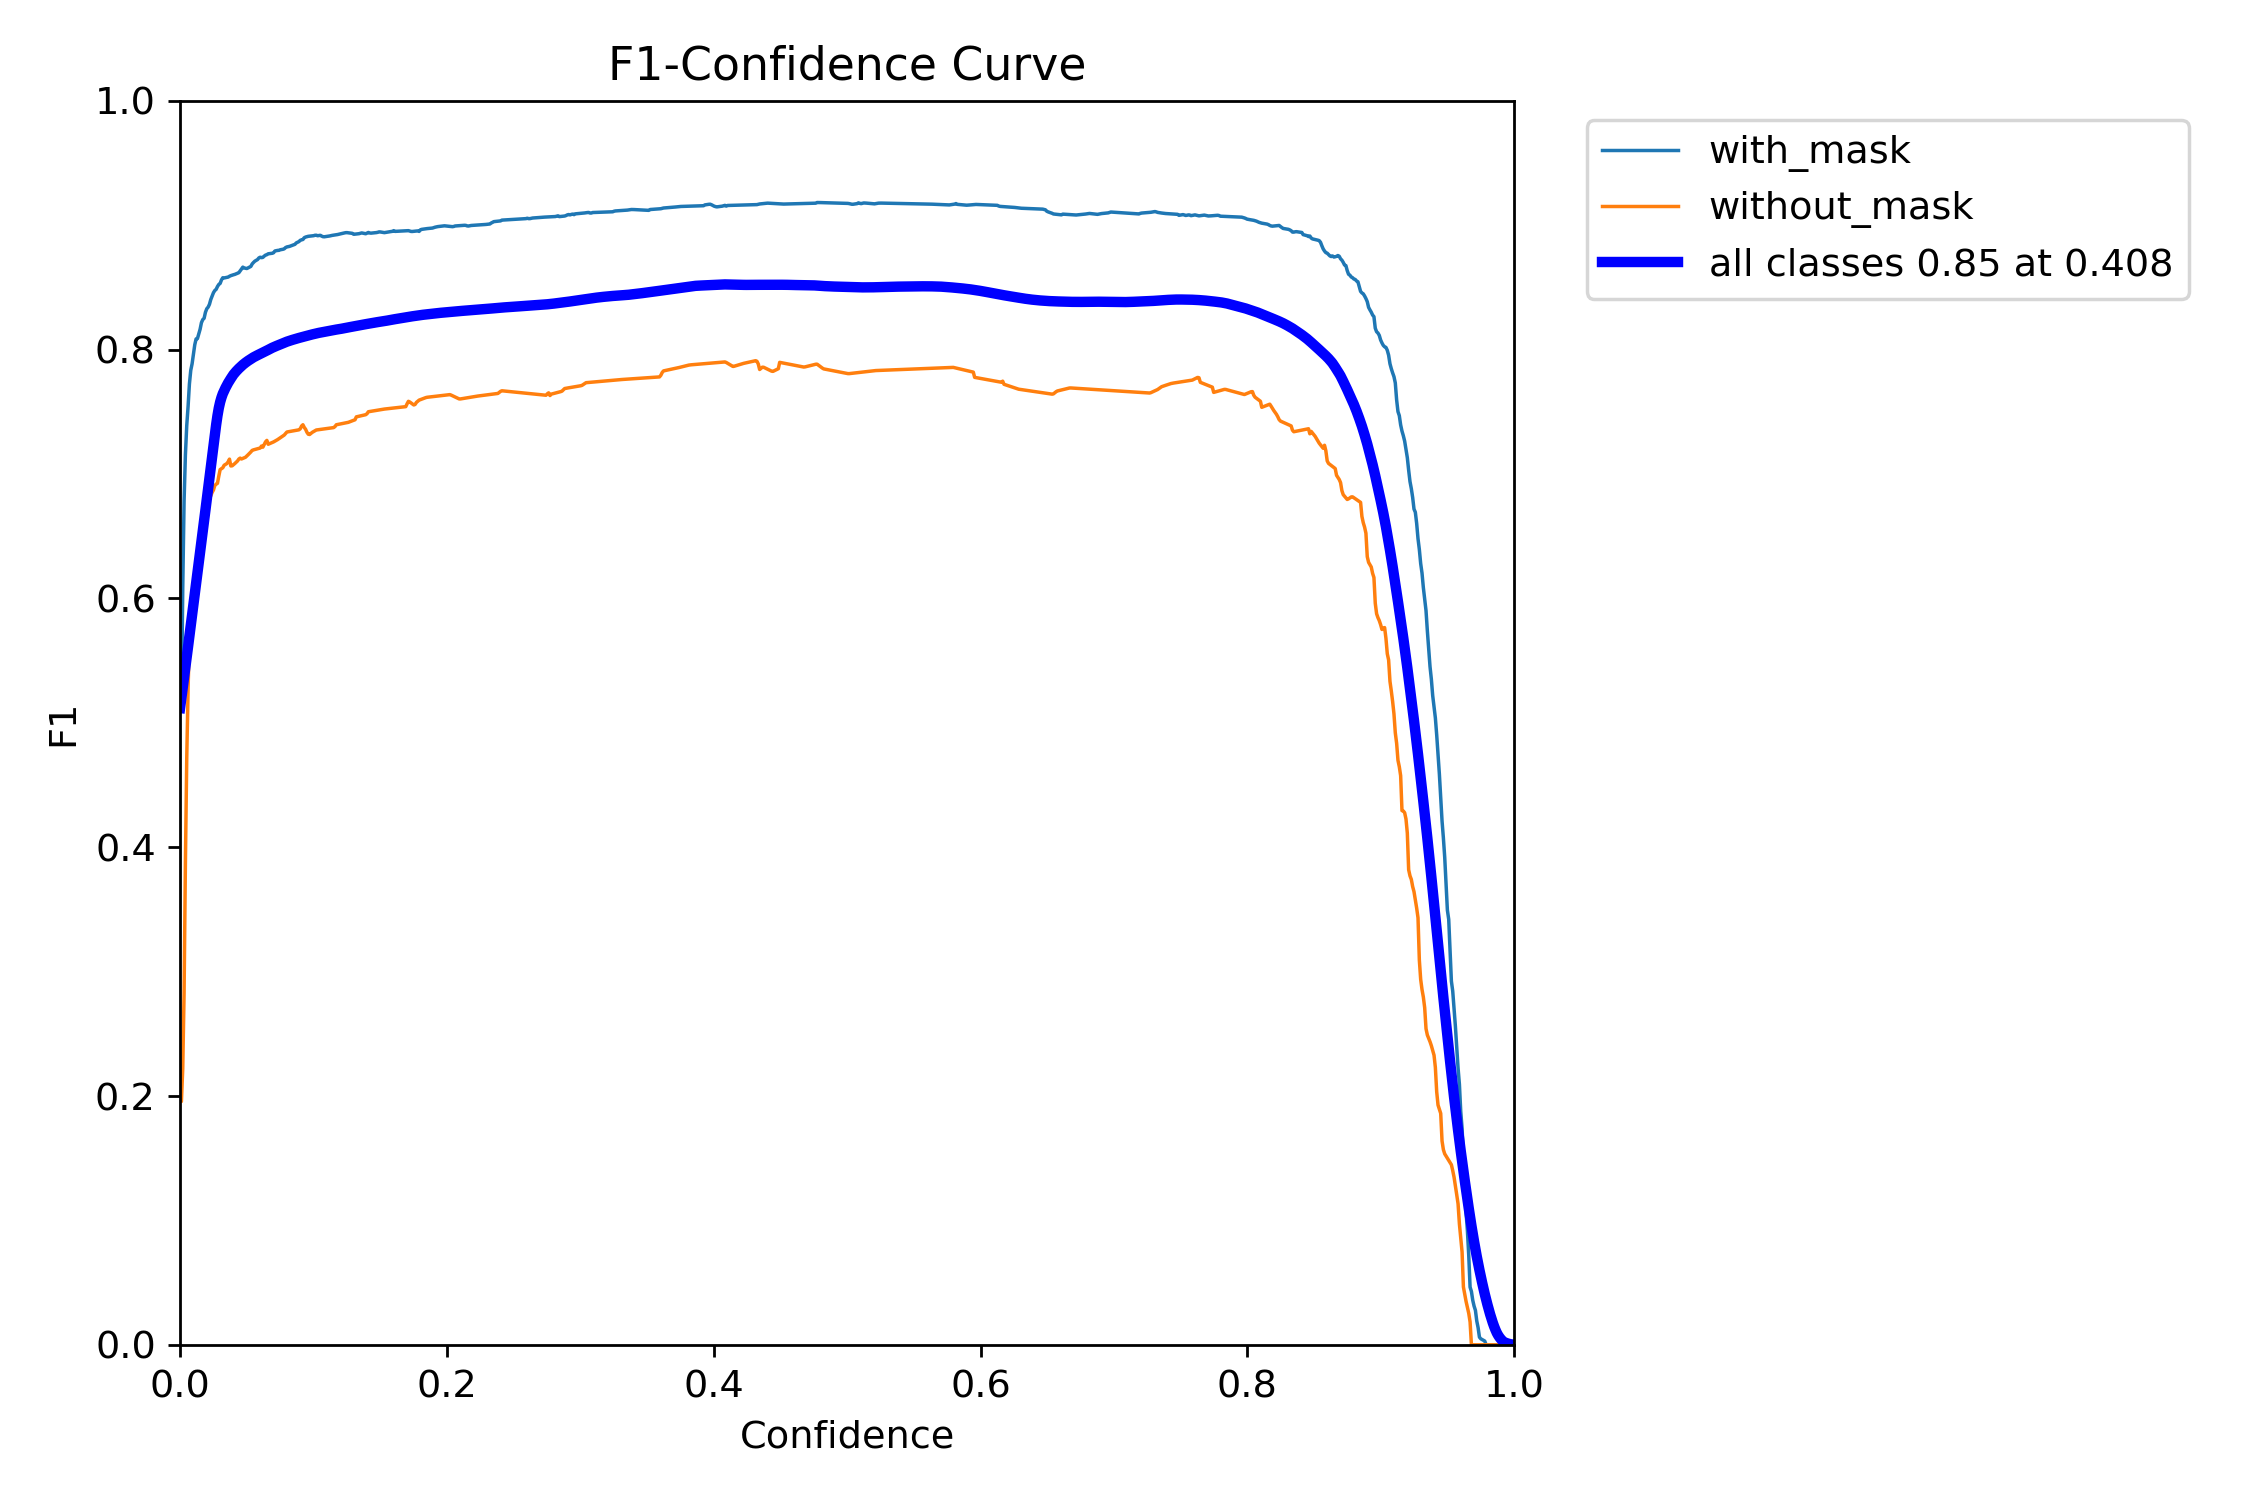 F1-Confidence Curve
with_mask
without_mask
all classes 0.85 at 0.408
1.0
0.8
0.6
0.4
0.2
0.0
F1
0.0 0.2 0.4 0.6 0.8 1.0
Confidence